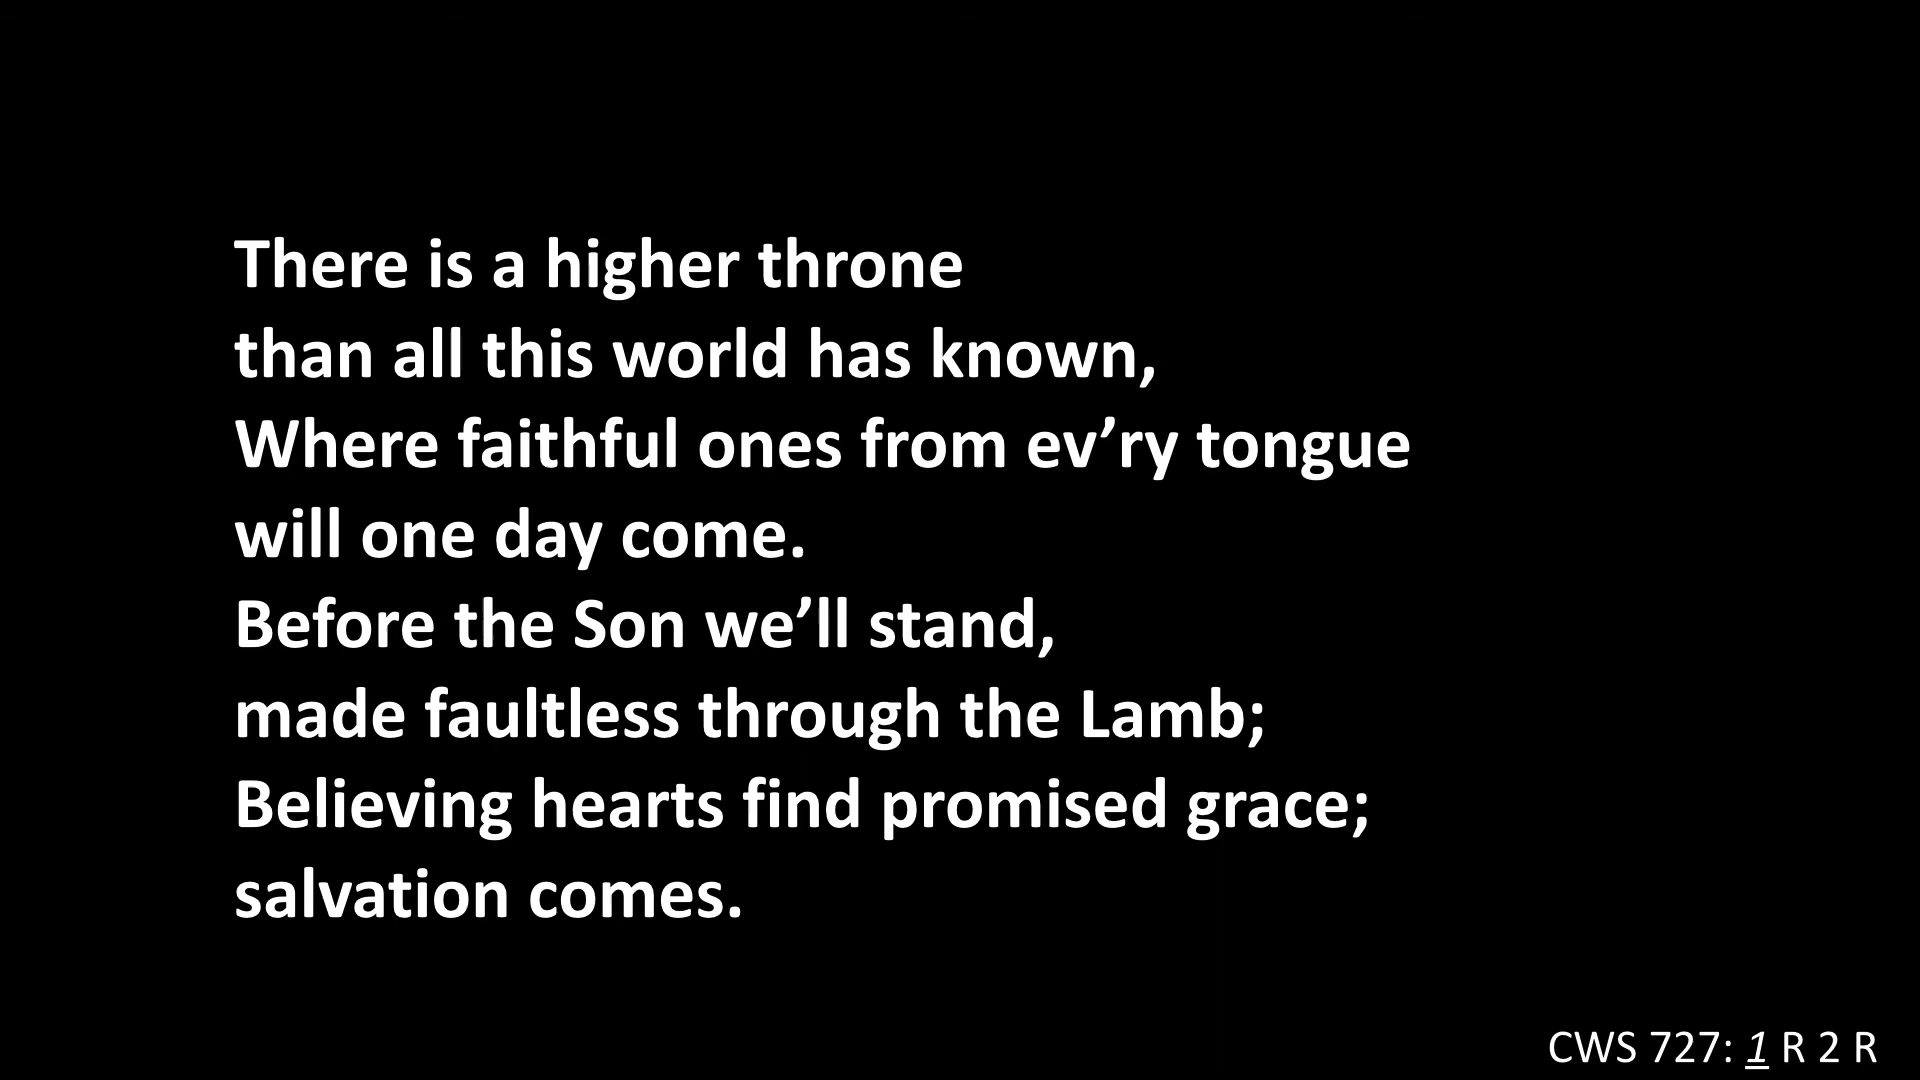 There is a higher throne
than all this world has known,
Where faithful ones from ev’ry tongue
will one day come.
Before the Son we’ll stand,
made faultless through the Lamb;
Believing hearts find promised grace;
salvation comes.
CWS 727: 1 R 2 R